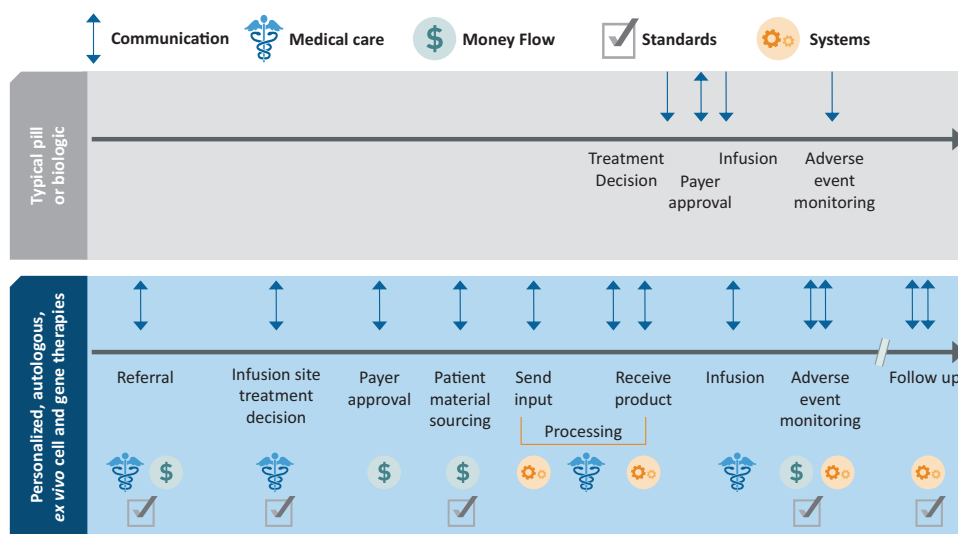 Communication
Medical care
$
Money Flow
Standards
Systems
Typical pill
or biologic
Treatment
Decision
Payer
approval
Infusion
Adverse
event
monitoring
Personalized, autologous,
ex vivo cell and gene therapies
Referral
Infusion site
treatment
decision
Payer
approval
Patient
material
sourcing
Send
input
Receive
product
Processing
Infusion
Adverse
event
monitoring
Follow up
$
$
$
$